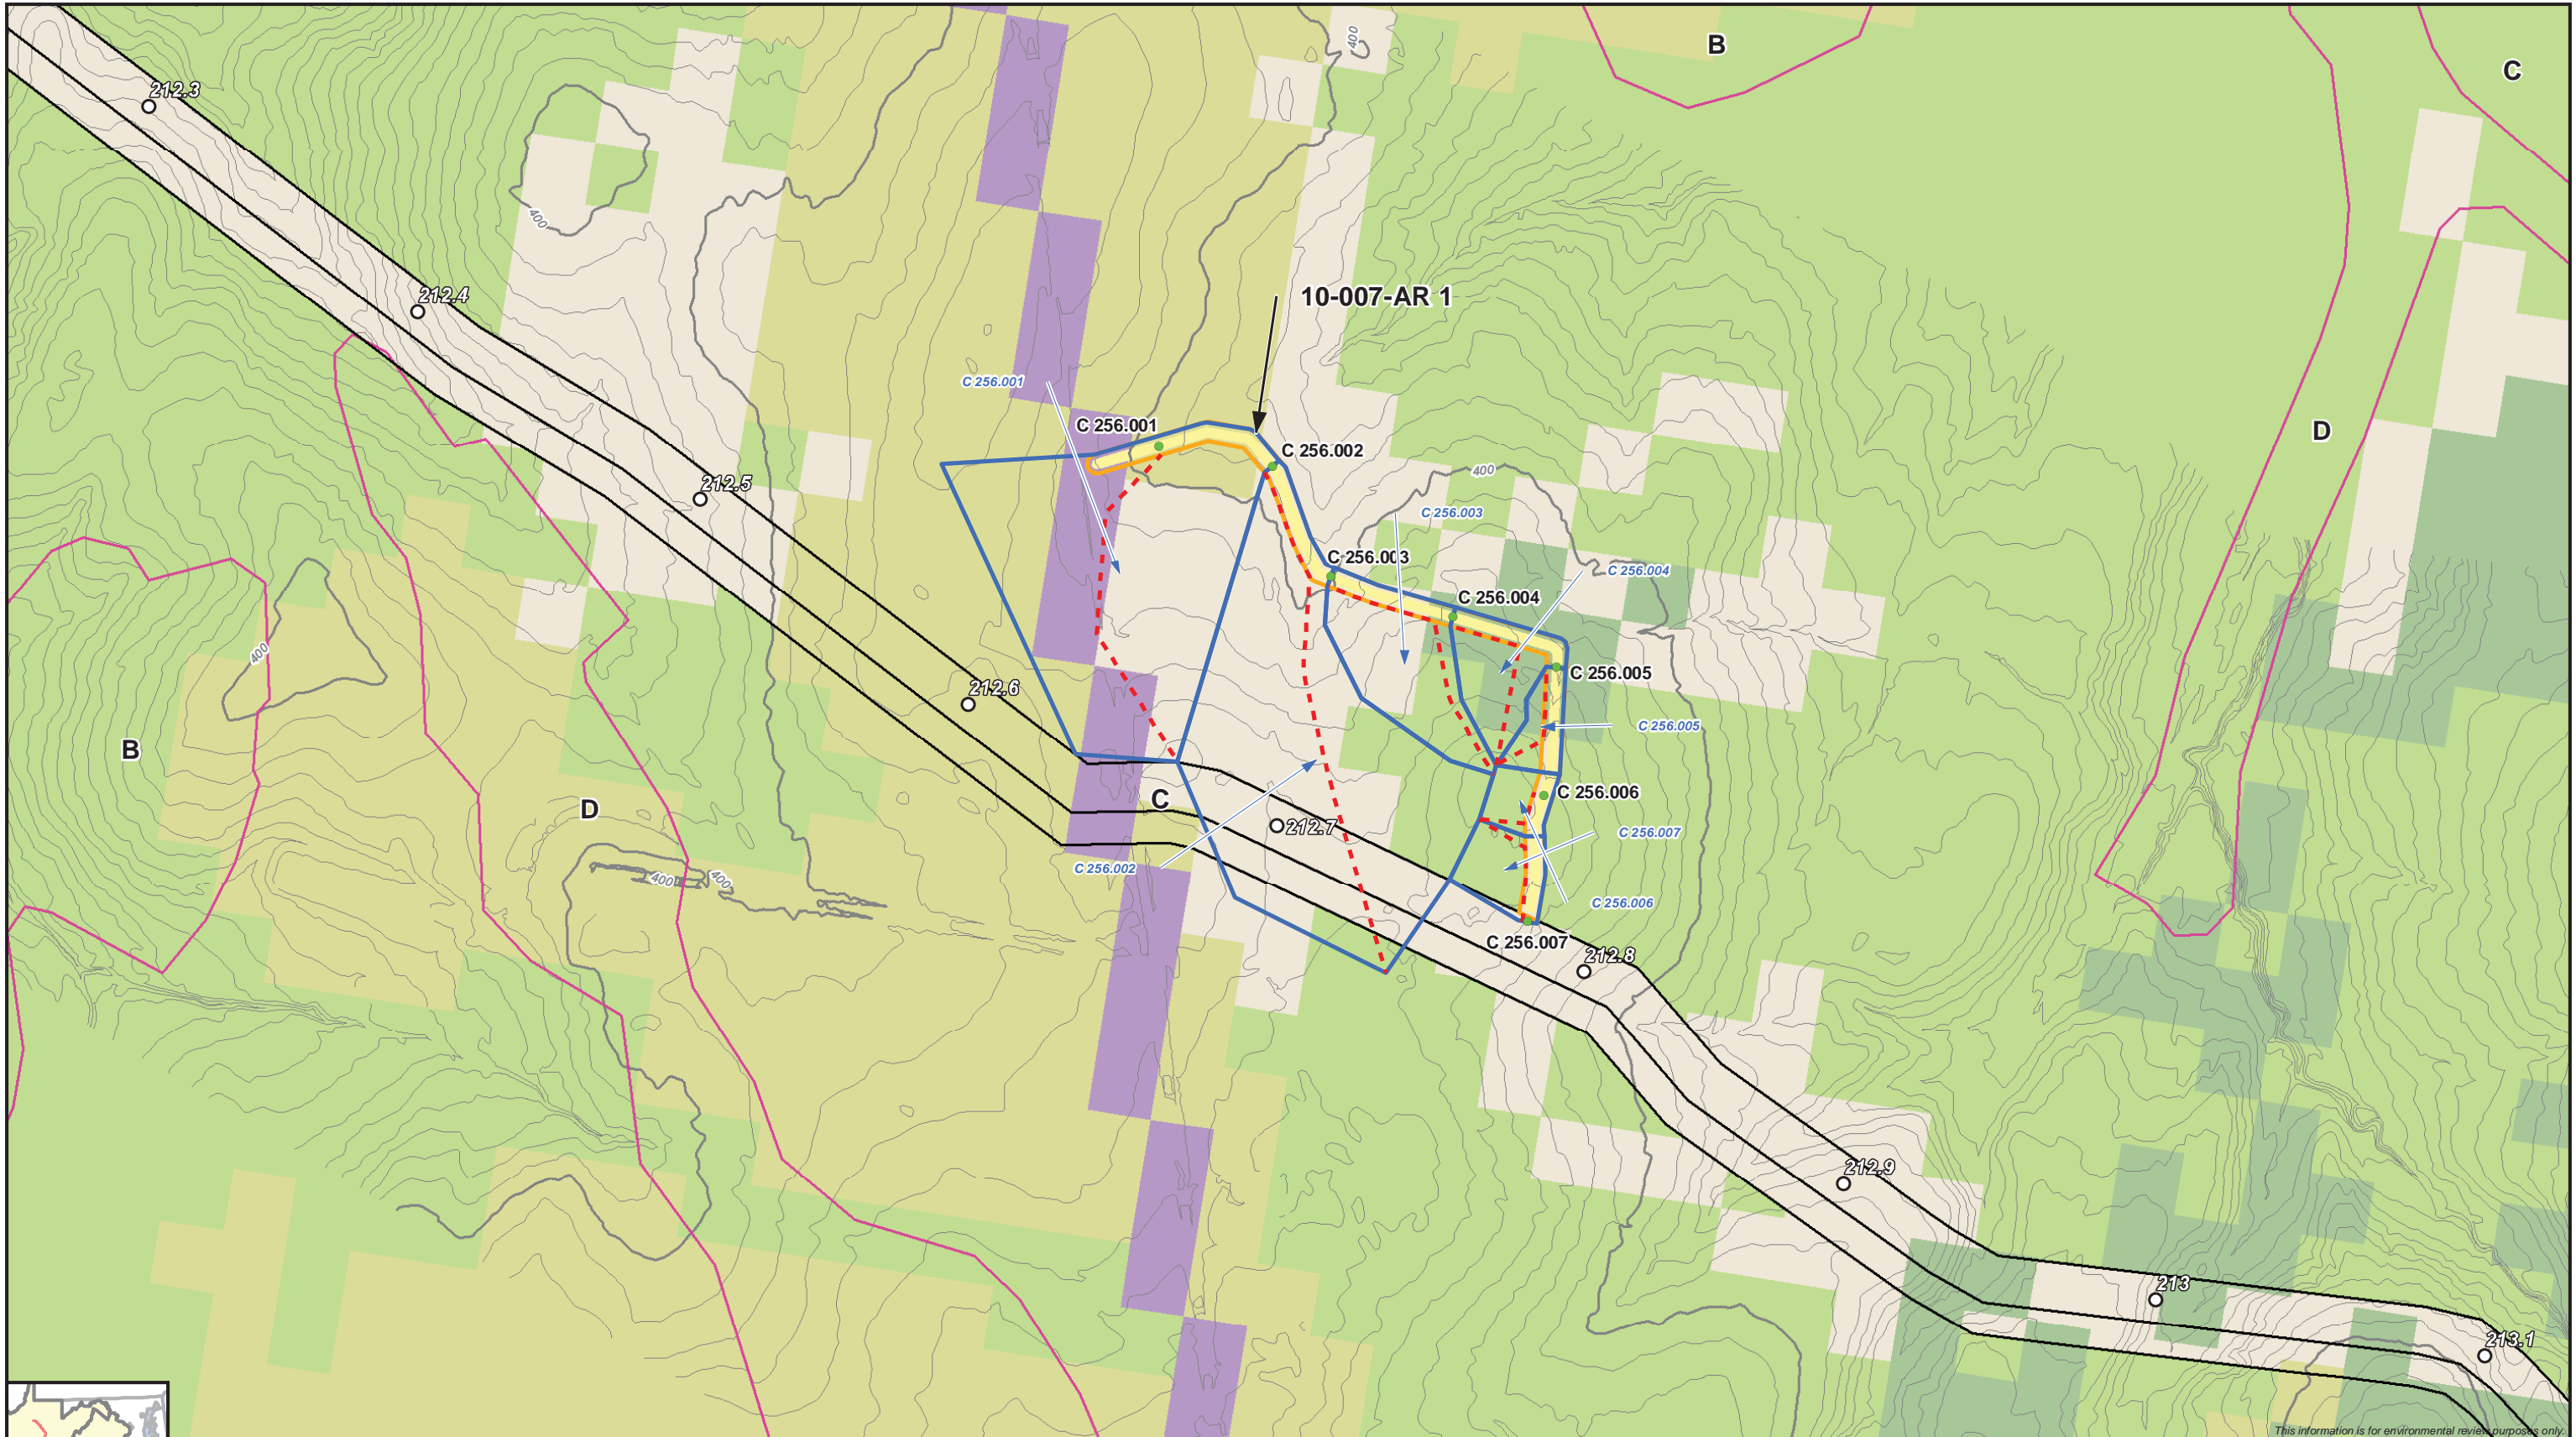 B
C
400
212.3
400
212.4
10-007-AR 1
C 256.001
C 256.001
C 256.002
D
400
212.5
C 256.003
C 256.003
C 256.004
C 256.004
400
C 256.005
212.6
C 256.005
B
C 256.006
D
C
212.7
C 256.007
C 256.002
400
400
C 256.006
C 256.007
212.8
212.9
213
213.1
This information is for environmental review purposes only.